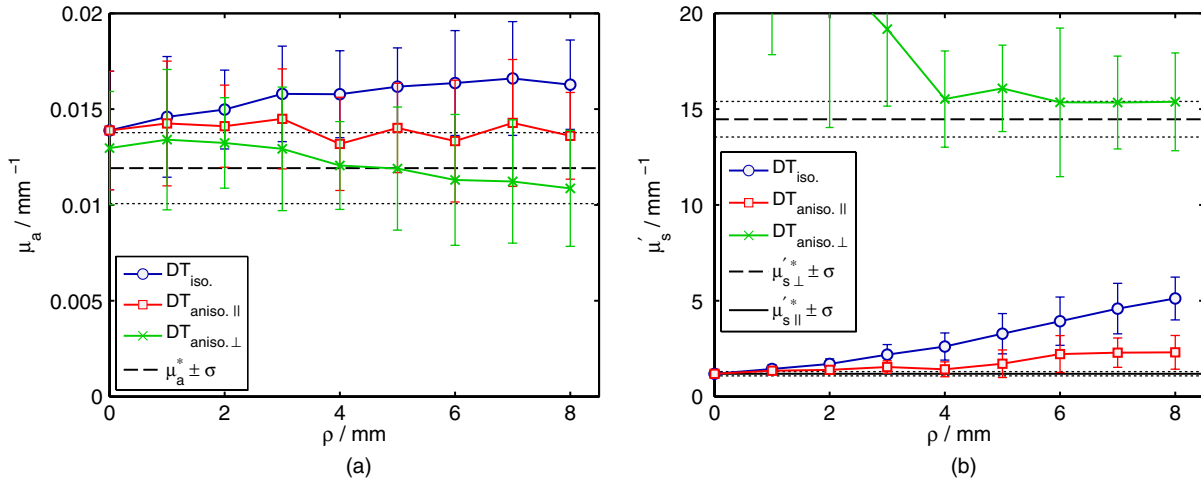 0.02
0.015
0.01
0.005
0
μa / mm−1
DTiso.
DTaniso. ||
DTaniso.⊥
μa* ± σ
0 2 4 6 8
ρ / mm
(a)
20
15
10
5
0
μs′ / mm−1
DTiso.
DTaniso. ||
DTaniso.⊥
μs⊥′* ± σ
μs||′* ± σ
0 2 4 6 8
ρ / mm
(b)